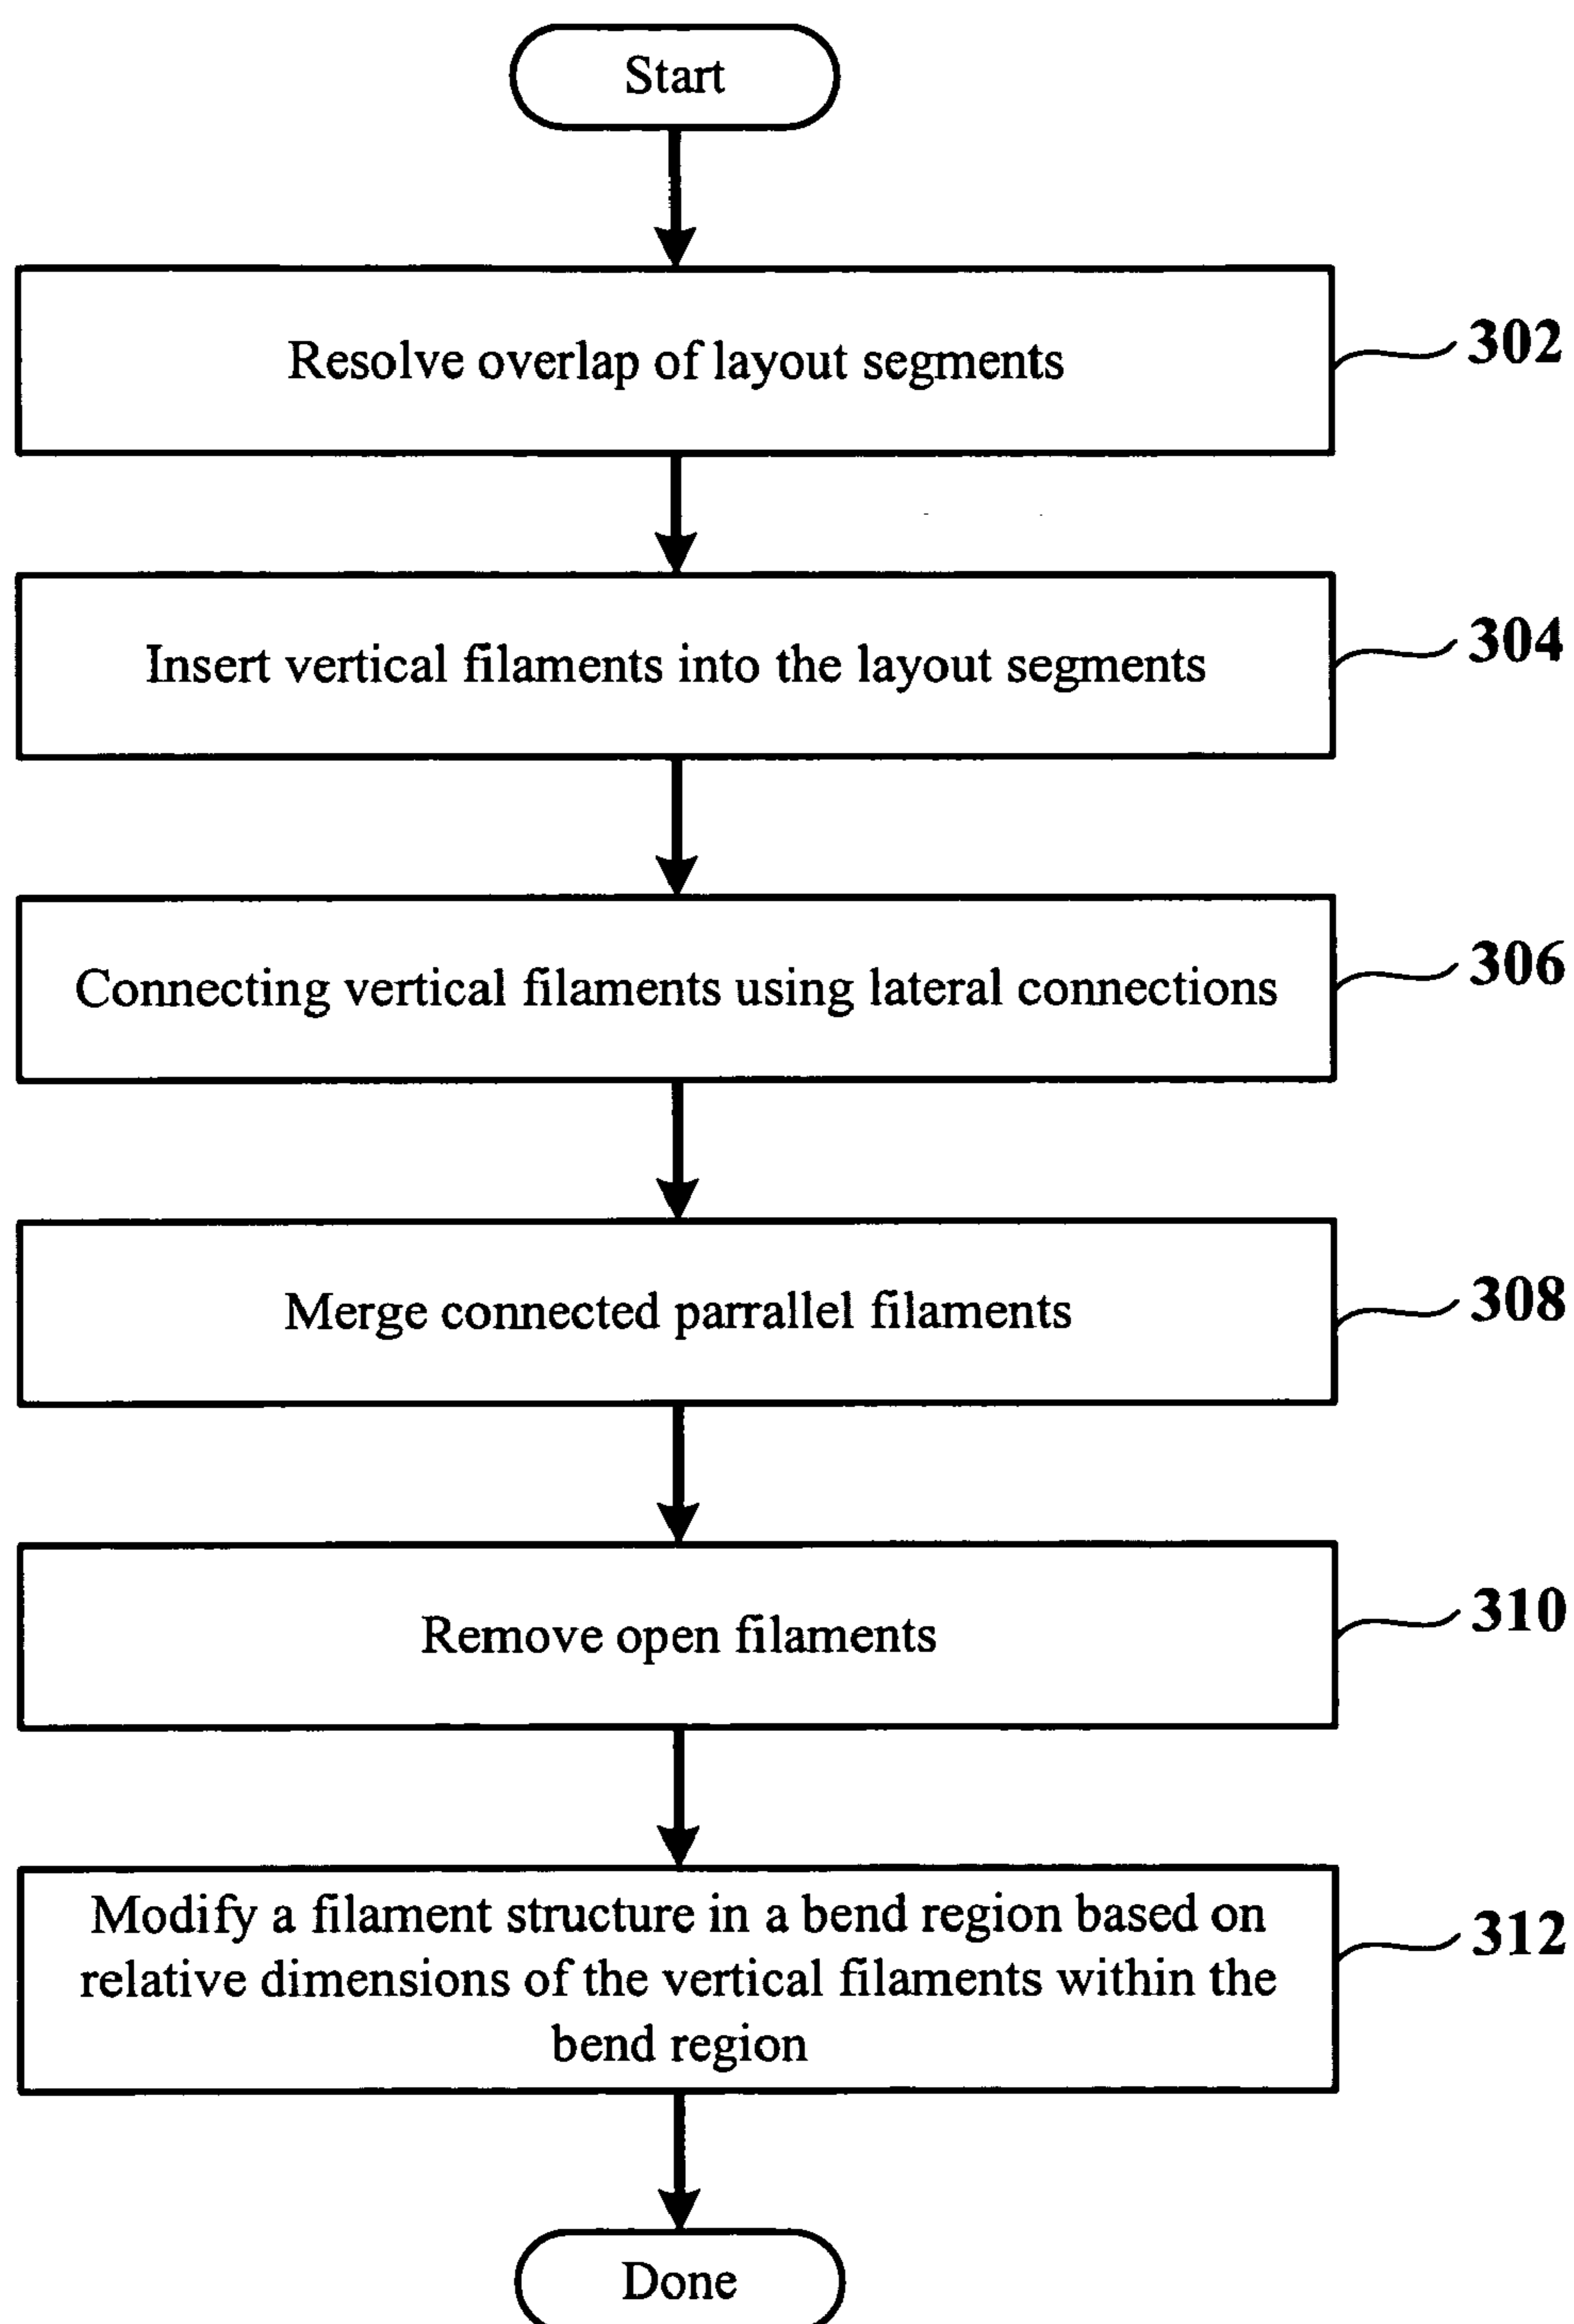 Start
Resolve overlap of layout segments
302
Insert vertical filaments into the layout segments
304
Connecting vertical filaments using lateral connections
306
Merge connected parrallel filaments
308
Remove open filaments
310
Modify a filament structure in a bend region based on
relative dimensions of the vertical filaments within the
bend region
312
Done